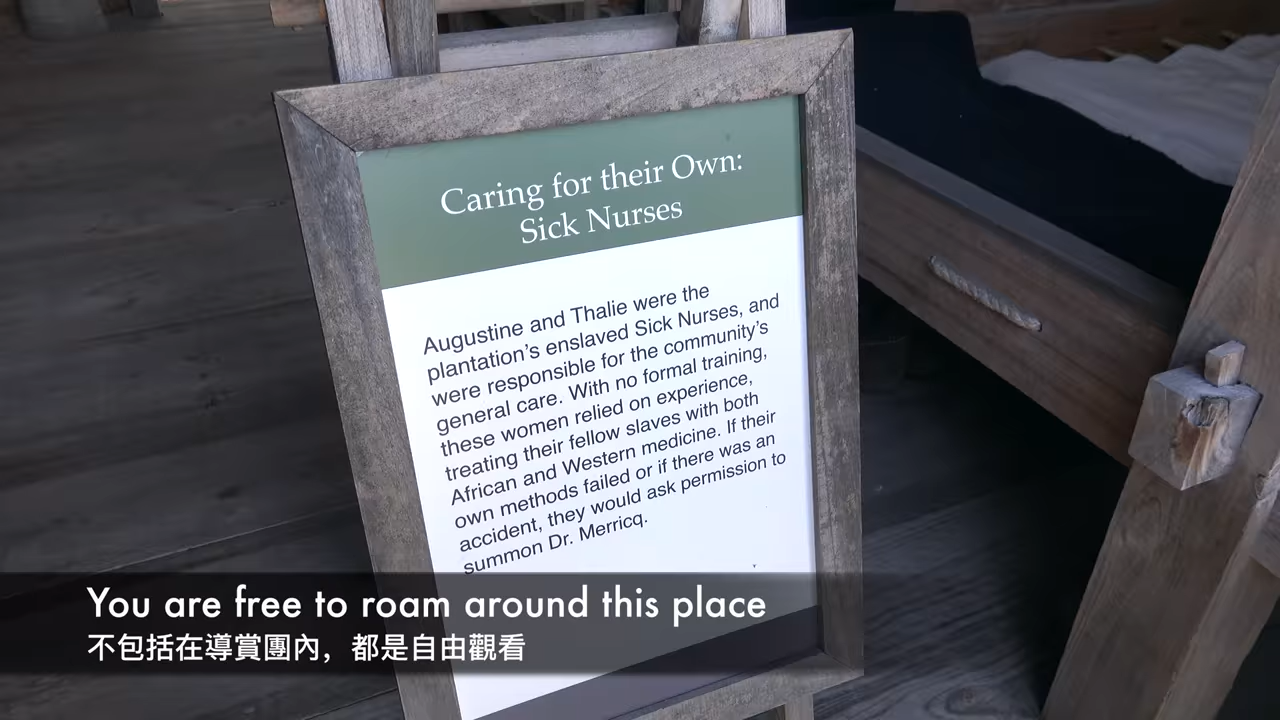 Caring for their Own:
Sick Nurses
Augustine and Thalie were the
plantation's enslaved Sick Nurses, and
were responsible for the community's
general care. With no formal training,
these women relied on experience,
treating their fellow slaves with both
African and Western medicine. If their
own methods failed or if there was an
accident, they would ask permission to
summon Dr. Merricq.
You are free to roam around this place
不包括在導賞團內，都是自由觀看